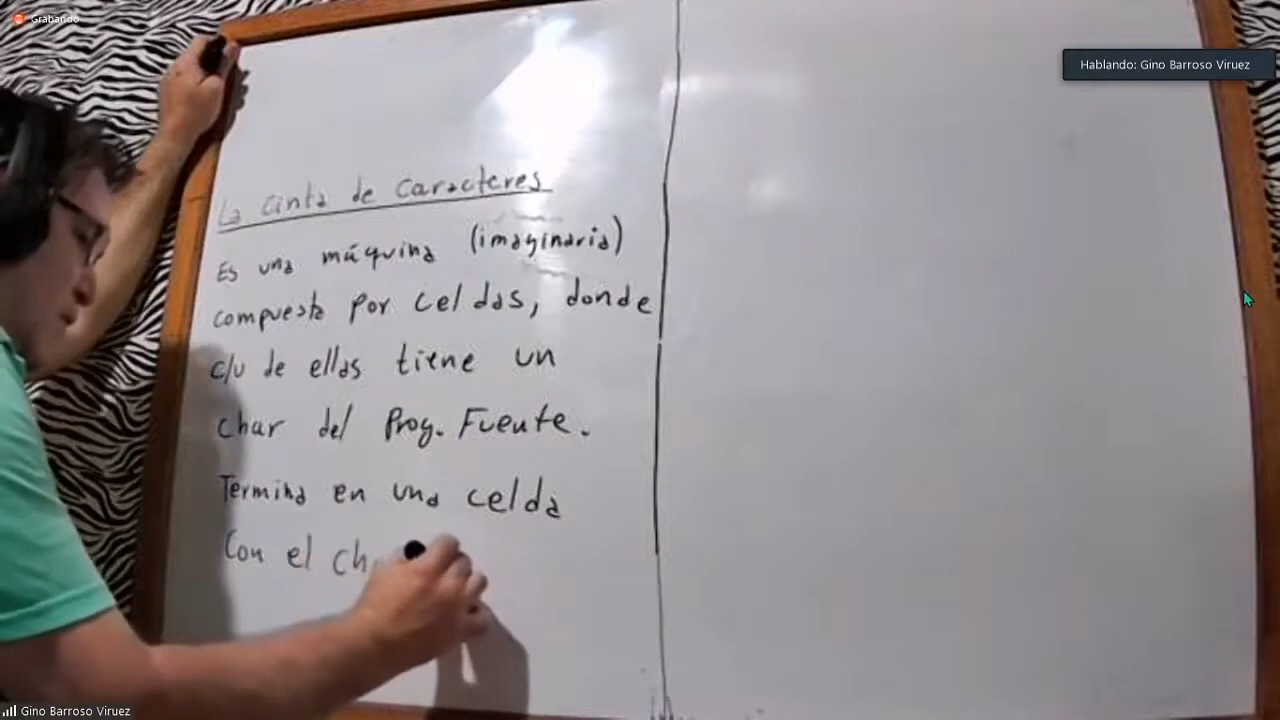 Grabando
Hablando: Gino Barroso Viruez
La cinta de caracteres
Es una máquina (imaginaria)
compuesta por celdas, donde
c/u de ellas tiene un
char del Prog. Fuente.
Termina en una celda
Con el ch
Gino Barroso Viruez